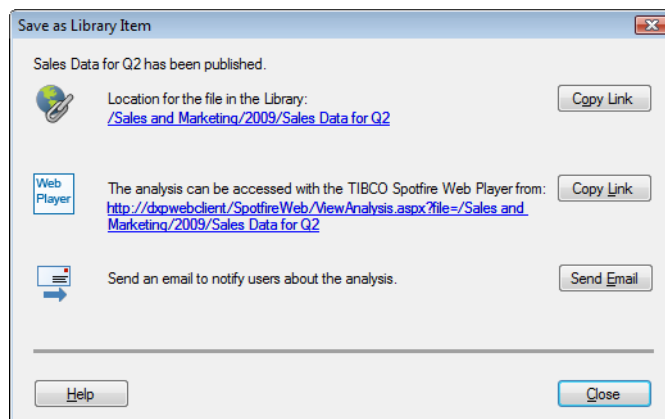 Save as Library Item
Sales Data for Q2 has been published.
Location for the file in the Library:
/Sales and Marketing/2009/Sales Data for Q2
Copy Link
Web
Player
The analysis can be accessed with the TIBCO Spotfire Web Player from:
http://dxpwebclient/SpotfireWeb/ViewAnalysis.aspx?file=/Sales and
Marketing/2009/Sales Data for Q2
Copy Link
Send an email to notify users about the analysis.
Send Email
Help
Close